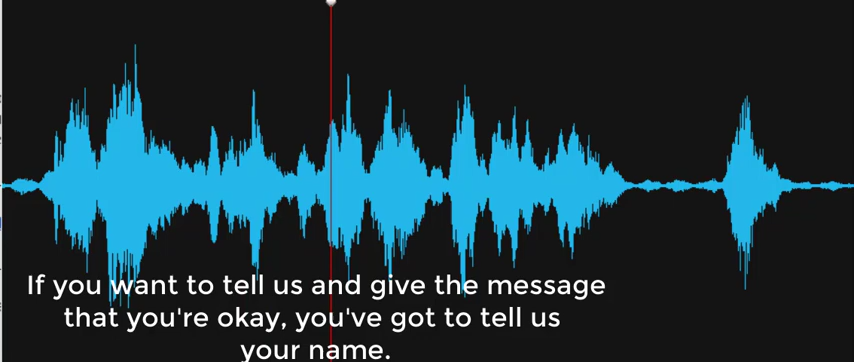 If you want to tell us and give the message
that you're okay, you've got to tell us
your name.